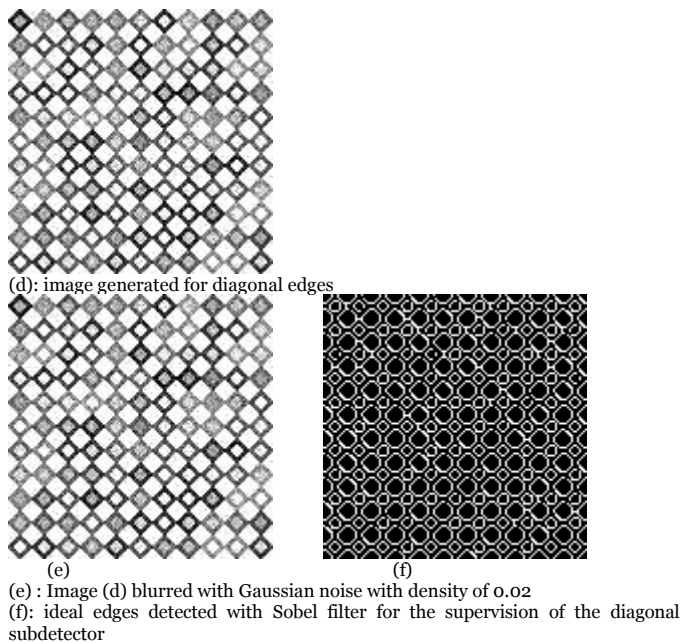 (d): image generated for diagonal edges
(e) (f)
(e) : Image (d) blurred with Gaussian noise with density of 0.02
(f): ideal edges detected with Sobel filter for the supervision of the diagonal
subdetector